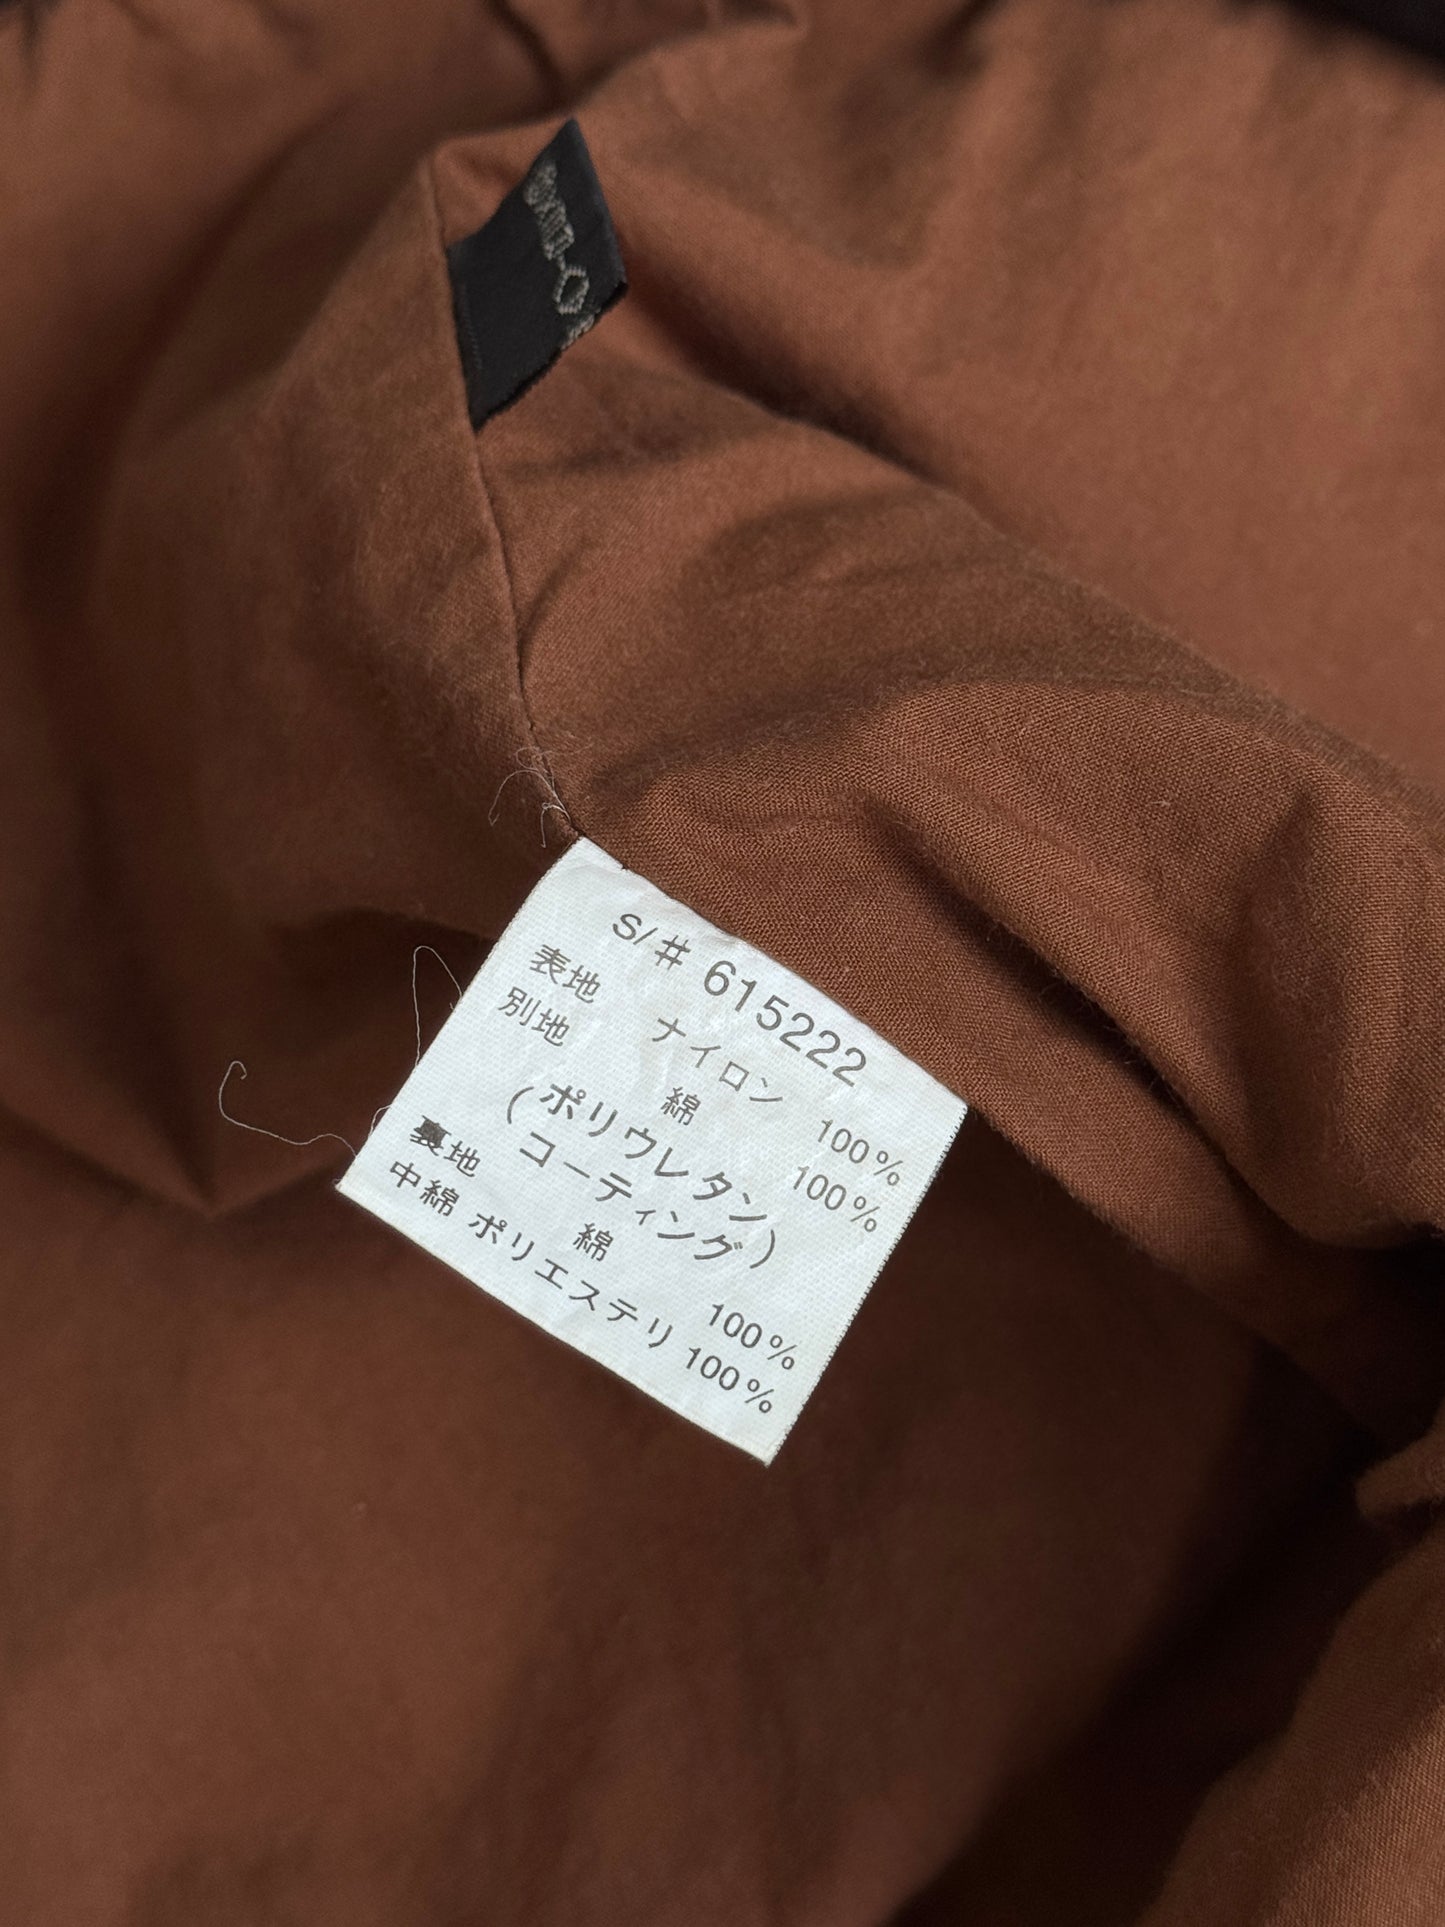 S/# 615222
表地 ナイロン 100%
別地 綿 100%
(ポリウレタン
コーティング)
裏地 綿 100%
中綿 ポリエステリ 100%